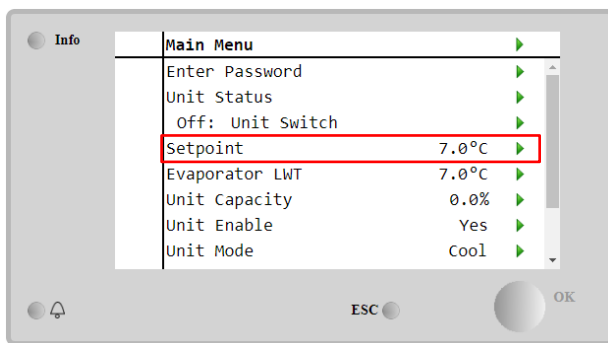 Info
Main Menu
Enter Password
Unit Status
Off: Unit Switch
Setpoint 7.0°C
Evaporator LWT 7.0°C
Unit Capacity 0.0%
Unit Enable Yes
Unit Mode Cool
ESC
OK